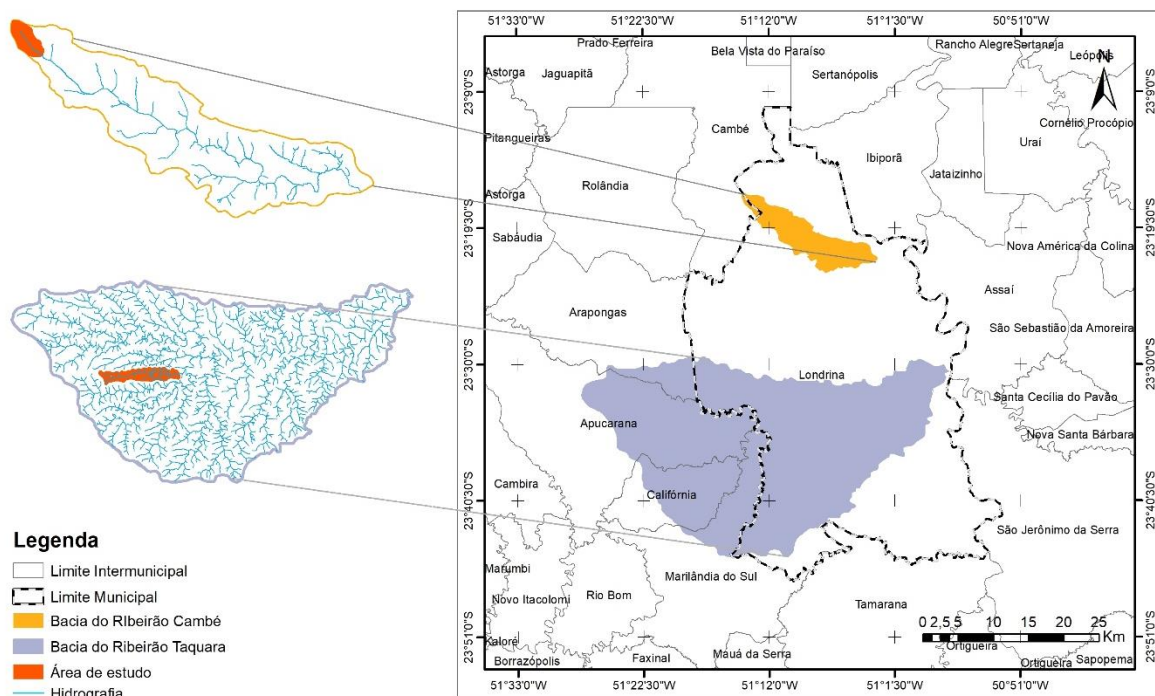 51°33'0"W 51°22'30"W 51°12'0"W 51°1'30"W 50°51'0"W
Prado Ferreira
Bela Vista do Paraíso
Rancho Alegre
Sertaneja
Leópolis
N
Astorga
Jaguapitã
Sertanópolis
23°9'0"S
23°9'0"S
Cambé
Cornélio Procópio
Pitangueiras
Uraí
Ibiporã
Jataizinho
Rolândia
Astorga
23°19'30"S
23°19'30"S
Sabáudia
Nova América da Colina
Assaí
Arapongas
São Sebastião da Amoreira
23°30'0"S
23°30'0"S
Londrina
Santa Cecília do Pavão
Apucarana
Nova Santa Bárbara
Cambira
Califórnia
23°40'30"S
23°40'30"S
São Jerônimo da Serra
Legenda
Limite Intermunicipal
Limite Municipal
Bacia do RIbeirão Cambé
Bacia do Ribeirão Taquara
Área de estudo
Hidrografia
Marumbi
Marilândia do Sul
Novo Itacolomi
Rio Bom
Tamarana
0 2,5 5 10 15 20 25
Km
23°51'0"S
23°51'0"S
Kaloré
Borrazópolis
Faxinal
Mauá da Serra
Ortigueira
Ortigueira
Sapopema
51°33'0"W 51°22'30"W 51°12'0"W 51°1'30"W 50°51'0"W